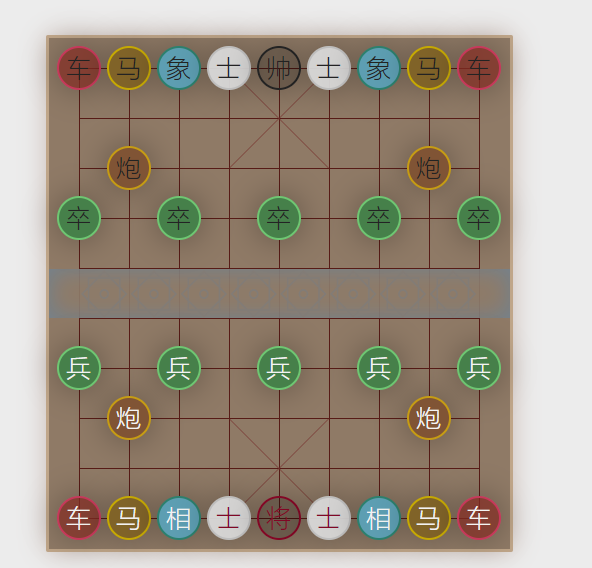 车 马 象 士 帅 士 象 马 车
炮 炮
卒 卒 卒 卒 卒
兵 兵 兵 兵 兵
炮 炮
车 马 相 士 将 士 相 马 车